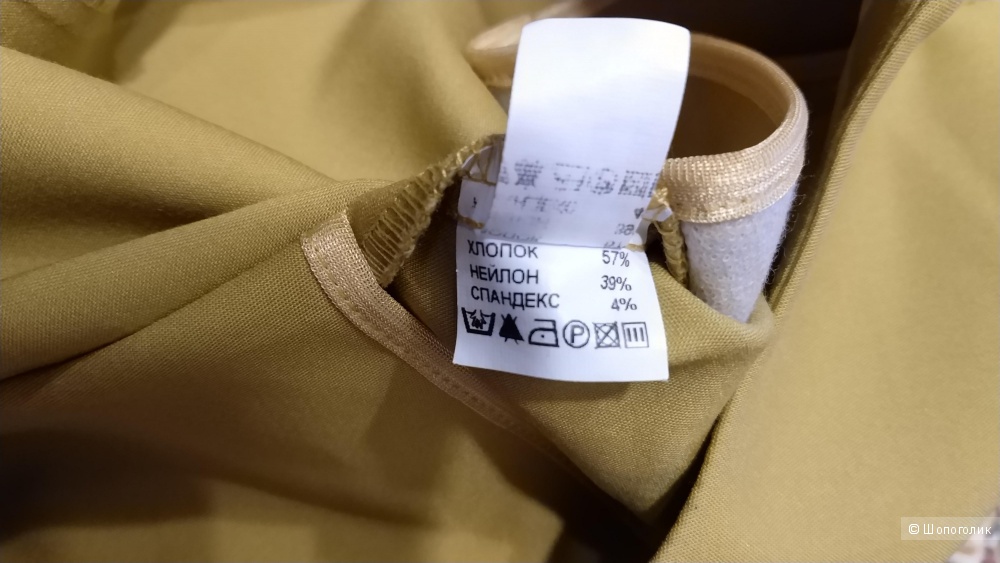 ХЛОПОК 57%
НЕЙЛОН 39%
СПАНДЕКС 4%
P
© Шопоголик